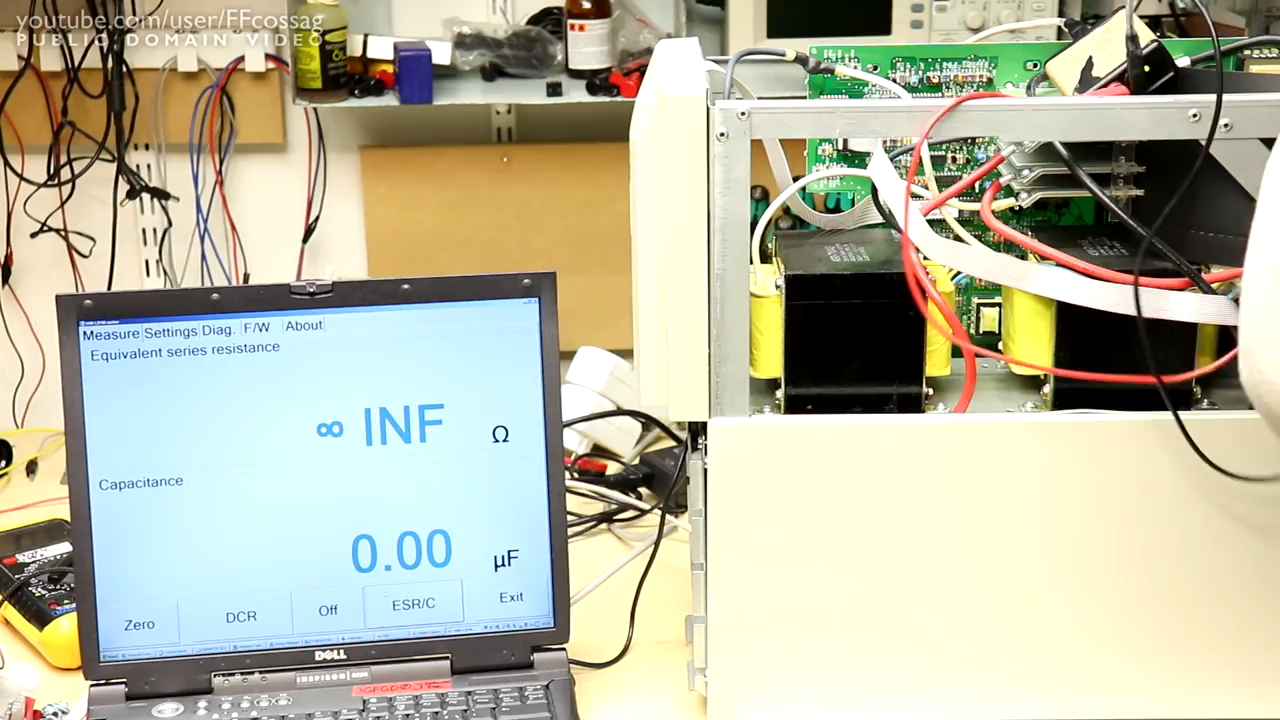 youtube.com/user/FFcossag
PUBLIC DOMAIN VIDEO
Measure Settings Diag. F/W About
Equivalent series resistance
∞ INF Ω
Capacitance
0.00 µF
Zero DCR Off ESR/C Exit
DELL
INSPIRON